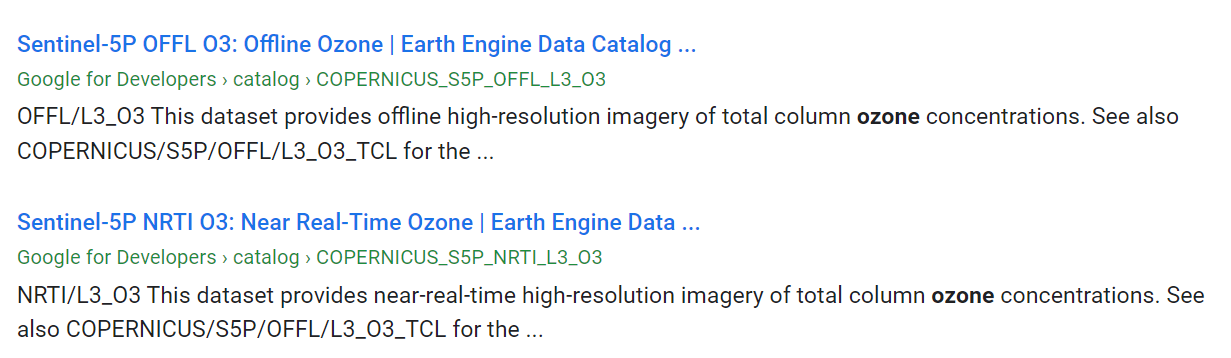 Sentinel-5P OFFL O3: Offline Ozone | Earth Engine Data Catalog ...
Google for Developers › catalog › COPERNICUS_S5P_OFFL_L3_O3
OFFL/L3_O3 This dataset provides offline high-resolution imagery of total column ozone concentrations. See also
COPERNICUS/S5P/OFFL/L3_O3_TCL for the ...
Sentinel-5P NRTI O3: Near Real-Time Ozone | Earth Engine Data ...
Google for Developers › catalog › COPERNICUS_S5P_NRTI_L3_O3
NRTI/L3_O3 This dataset provides near-real-time high-resolution imagery of total column ozone concentrations. See
also COPERNICUS/S5P/OFFL/L3_O3_TCL for the ...